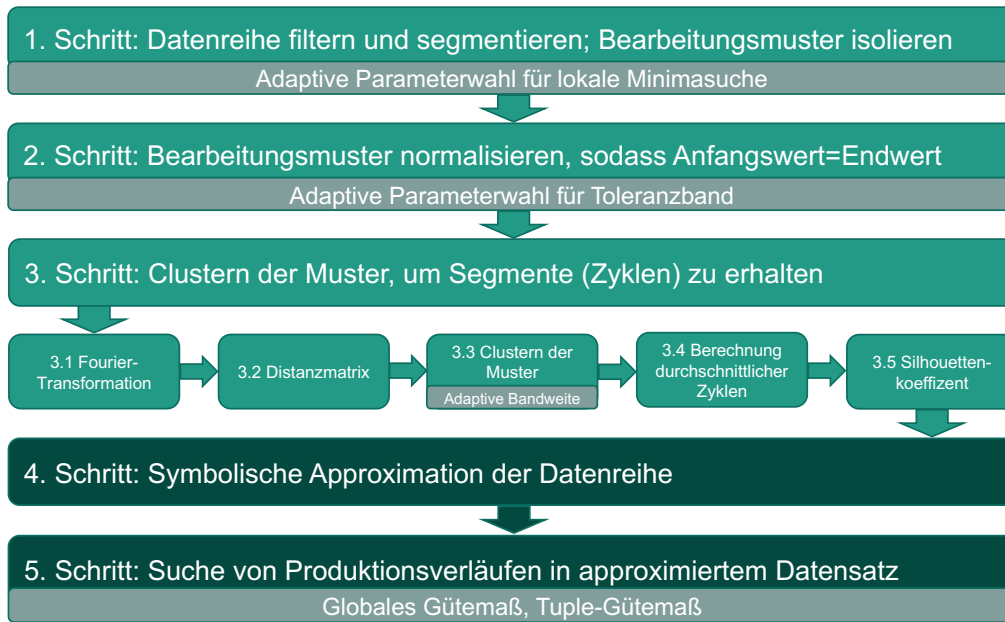 1. Schritt: Datenreihe filtern und segmentieren; Bearbeitungsmuster isolieren
Adaptive Parameterwahl für lokale Minimasuche
2. Schritt: Bearbeitungsmuster normalisieren, sodass Anfangswert=Endwert
Adaptive Parameterwahl für Toleranzband
3. Schritt: Clustern der Muster, um Segmente (Zyklen) zu erhalten
3.1 Fourier-
Transformation
3.2 Distanzmatrix
3.3 Clustern der
Muster
Adaptive Bandweite
3.4 Berechnung
durchschnittlicher
Zyklen
3.5 Silhouetten-
koeffizent
4. Schritt: Symbolische Approximation der Datenreihe
5. Schritt: Suche von Produktionsverläufen in approximiertem Datensatz
Globales Gütemaß, Tuple-Gütemaß